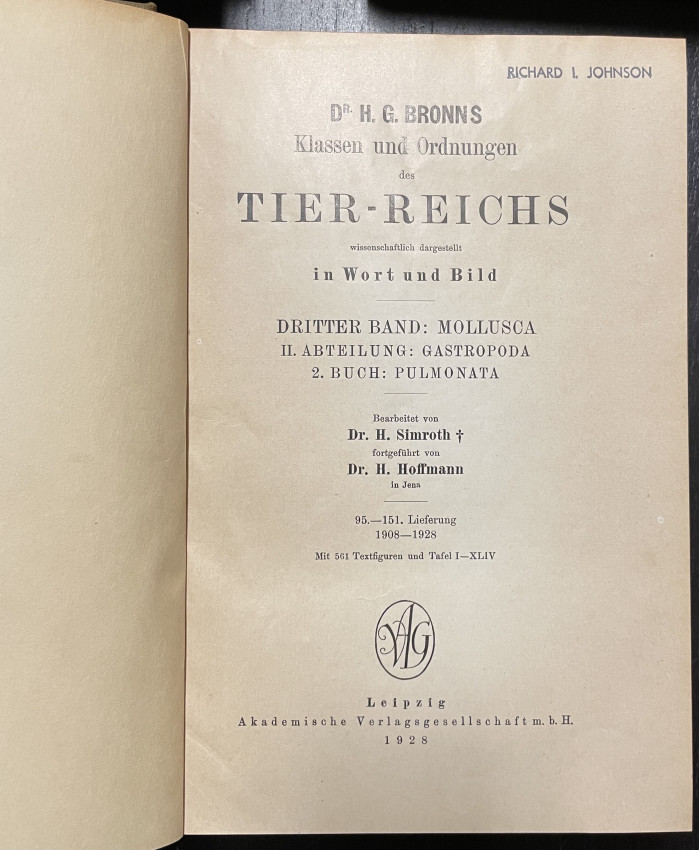 RICHARD I. JOHNSON
DR. H. G. BRONNS
Klassen und Ordnungen
des
TIER-REICHS
wissenschaftlich dargestellt
in Wort und Bild
DRITTER BAND: MOLLUSCA
II. ABTEILUNG: GASTROPODA
2. BUCH: PULMONATA
Bearbeitet von
Dr. H. Simroth †
fortgeführt von
Dr. H. Hoffmann
in Jena
95.—151. Lieferung
1908—1928
Mit 561 Textfiguren und Tafel I—XLIV
AVG
Leipzig
Akademische Verlagsgesellschaft m. b. H.
1928